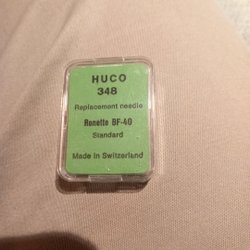 HUCO
348
Replacement needle
Ronette BF-40
Standard
Made in Switzerland